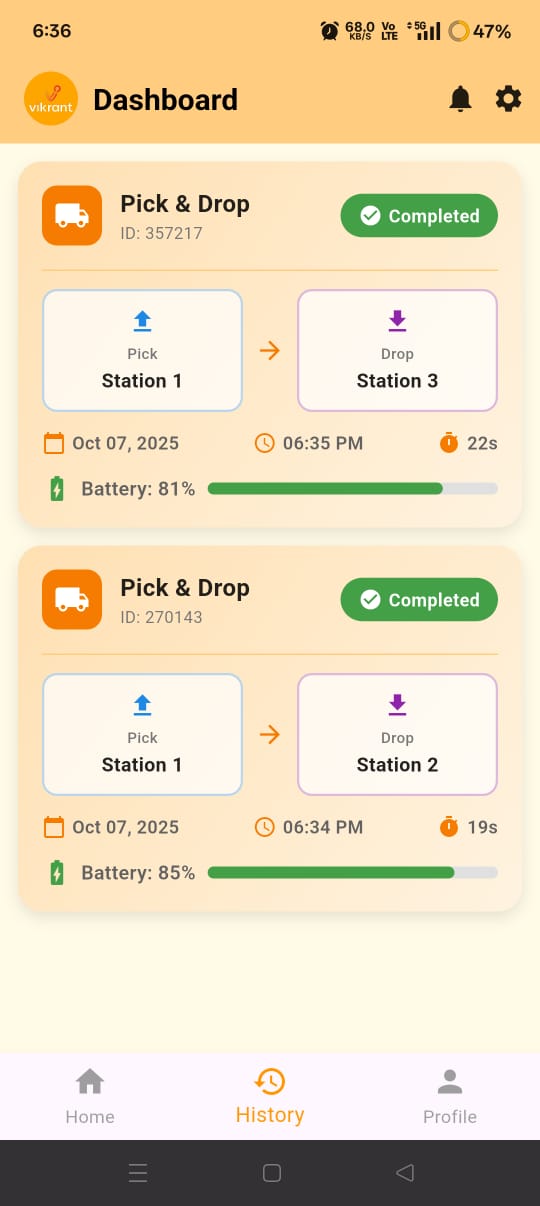 6:36 68.0 KB/S Vo LTE 5G 47%
vikrant Dashboard
Pick & Drop
ID: 357217
Completed
Pick
Station 1
Drop
Station 3
Oct 07, 2025 06:35 PM 22s
Battery: 81%
Pick & Drop
ID: 270143
Completed
Pick
Station 1
Drop
Station 2
Oct 07, 2025 06:34 PM 19s
Battery: 85%
Home History Profile